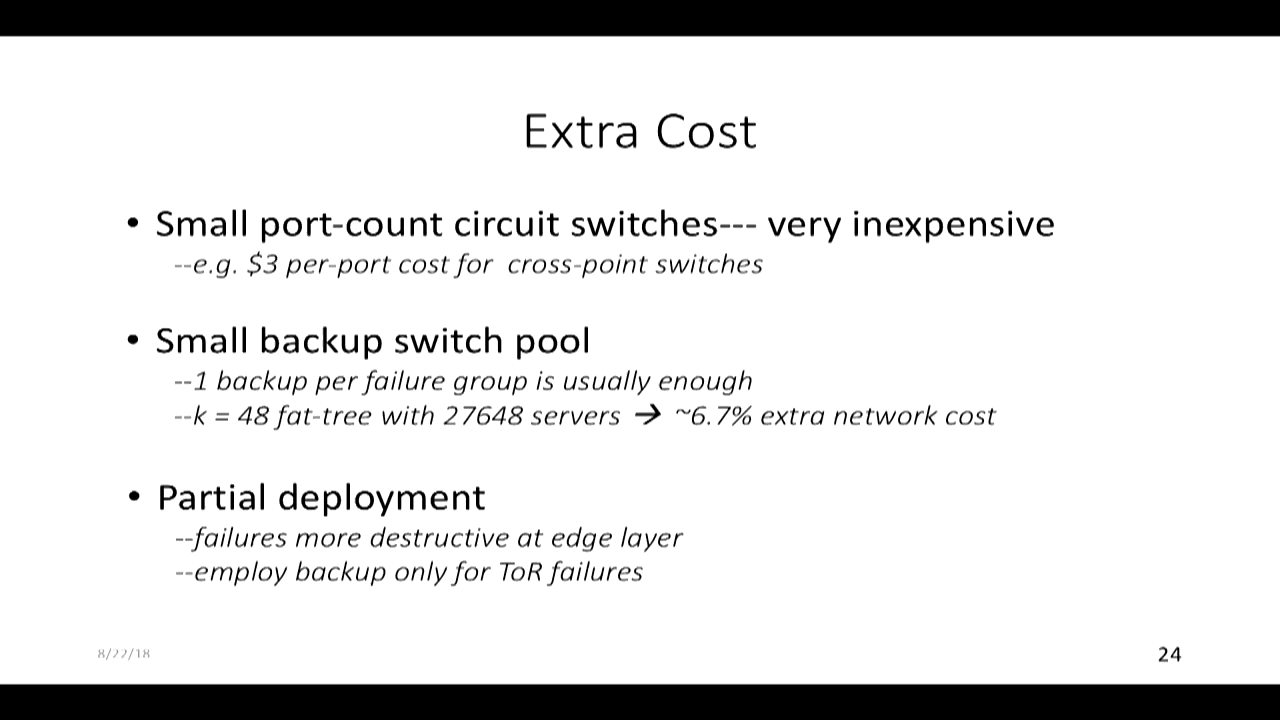 Extra Cost
• Small port-count circuit switches--- very inexpensive
--e.g. $3 per-port cost for cross-point switches
• Small backup switch pool
--1 backup per failure group is usually enough
--k = 48 fat-tree with 27648 servers → ~6.7% extra network cost
• Partial deployment
--failures more destructive at edge layer
--employ backup only for ToR failures
8/22/18
24